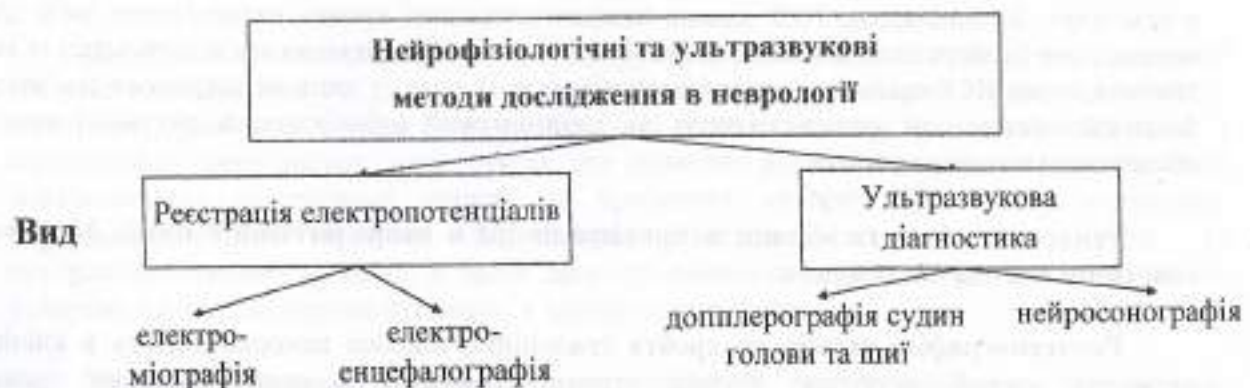 Нейрофізіологічні та ультразвукові
методи дослідження в неврології
Вид
Реєстрація електропотенціалів
Ультразвукова
діагностика
електро-
міографія
електро-
енцефалографія
допплерографія судин
голови та шиї
нейросонографія